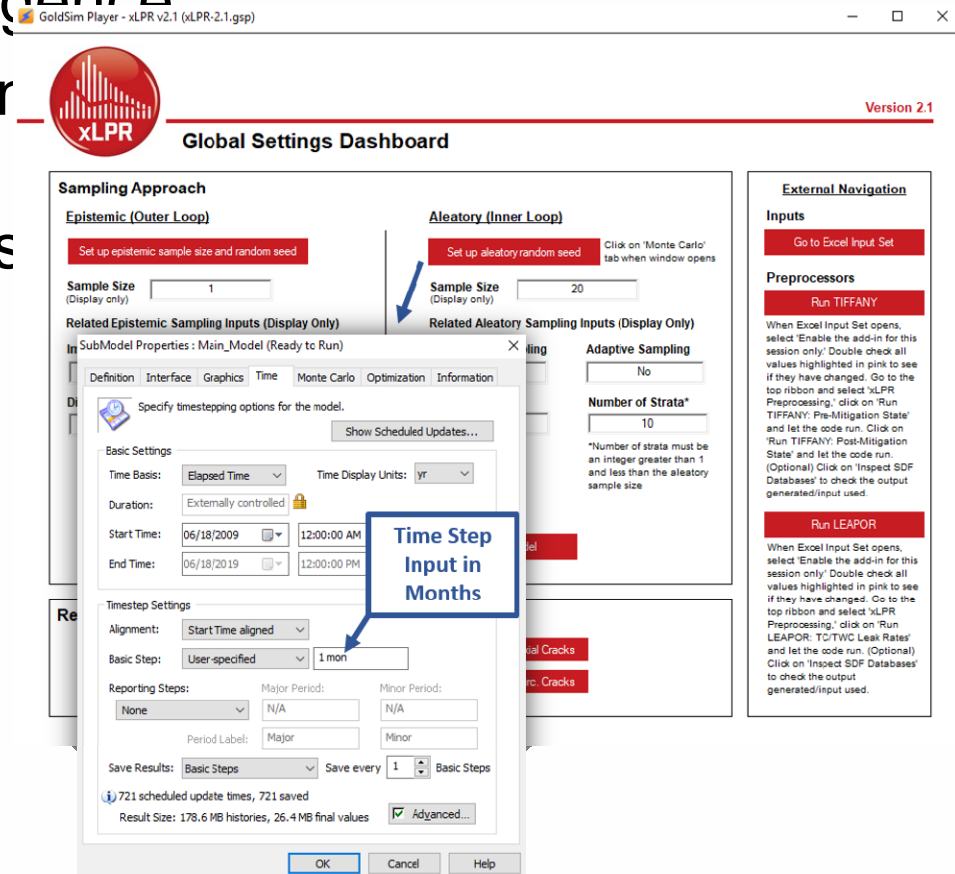 GoldSim Player - xLPR v2.1 (xLPR-2.1.gsp)
xLPR
Version 2.1
Global Settings Dashboard
Sampling Approach
Epistemic (Outer Loop)
Set up epistemic sample size and random seed
Sample Size
(Display only)
1
Related Epistemic Sampling Inputs (Display Only)
Aleatory (Inner Loop)
Set up aleatory random seed
Click on 'Monte Carlo'
tab when window opens
Sample Size
(Display only)
20
Related Aleatory Sampling Inputs (Display Only)
Adaptive Sampling
No
Number of Strata*
10
*Number of strata must be
an integer greater than 1
and less than the aleatory
sample size
External Navigation
Inputs
Go to Excel Input Set
Preprocessors
Run TIFFANY
When Excel Input Set opens,
select 'Enable the add-in for this
session only.' Double check all
values highlighted in pink to see
if they have changed. Go to the
top ribbon and select 'xLPR
Preprocessing,' click on 'Run
TIFFANY: Pre-Mitigation State'
and let the code run. Click on
'Run TIFFANY: Post-Mitigation
State' and let the code run.
(Optional) Click on 'Inspect SDF
Databases' to check the output
generated/input used.
Run LEAPOR
When Excel Input Set opens,
select 'Enable the add-in for this
session only' Double check all
values highlighted in pink to see
if they have changed. Go to the
top ribbon and select 'xLPR
Preprocessing,' click on 'Run
LEAPOR: TC/TWC Leak Rates'
and let the code run. (Optional)
Click on 'Inspect SDF Databases'
to check the output
generated/input used.
SubModel Properties : Main_Model (Ready to Run)
Definition Interface Graphics Time Monte Carlo Optimization Information
Specify timestepping options for the model.
Show Scheduled Updates...
Basic Settings
Time Basis: Elapsed Time Time Display Units: yr
Duration: Externally controlled
Start Time: 06/18/2009 12:00:00 AM
End Time: 06/18/2019 12:00:00 PM
Time Step
Input in
Months
Timestep Settings
Alignment: Start Time aligned
Basic Step: User-specified 1 mon
Reporting Steps: Major Period: Minor Period:
None N/A N/A
Period Label: Major Minor
Save Results: Basic Steps Save every 1 Basic Steps
721 scheduled update times, 721 saved
Result Size: 178.6 MB histories, 26.4 MB final values
Advanced...
OK Cancel Help
Cracks
Cracks